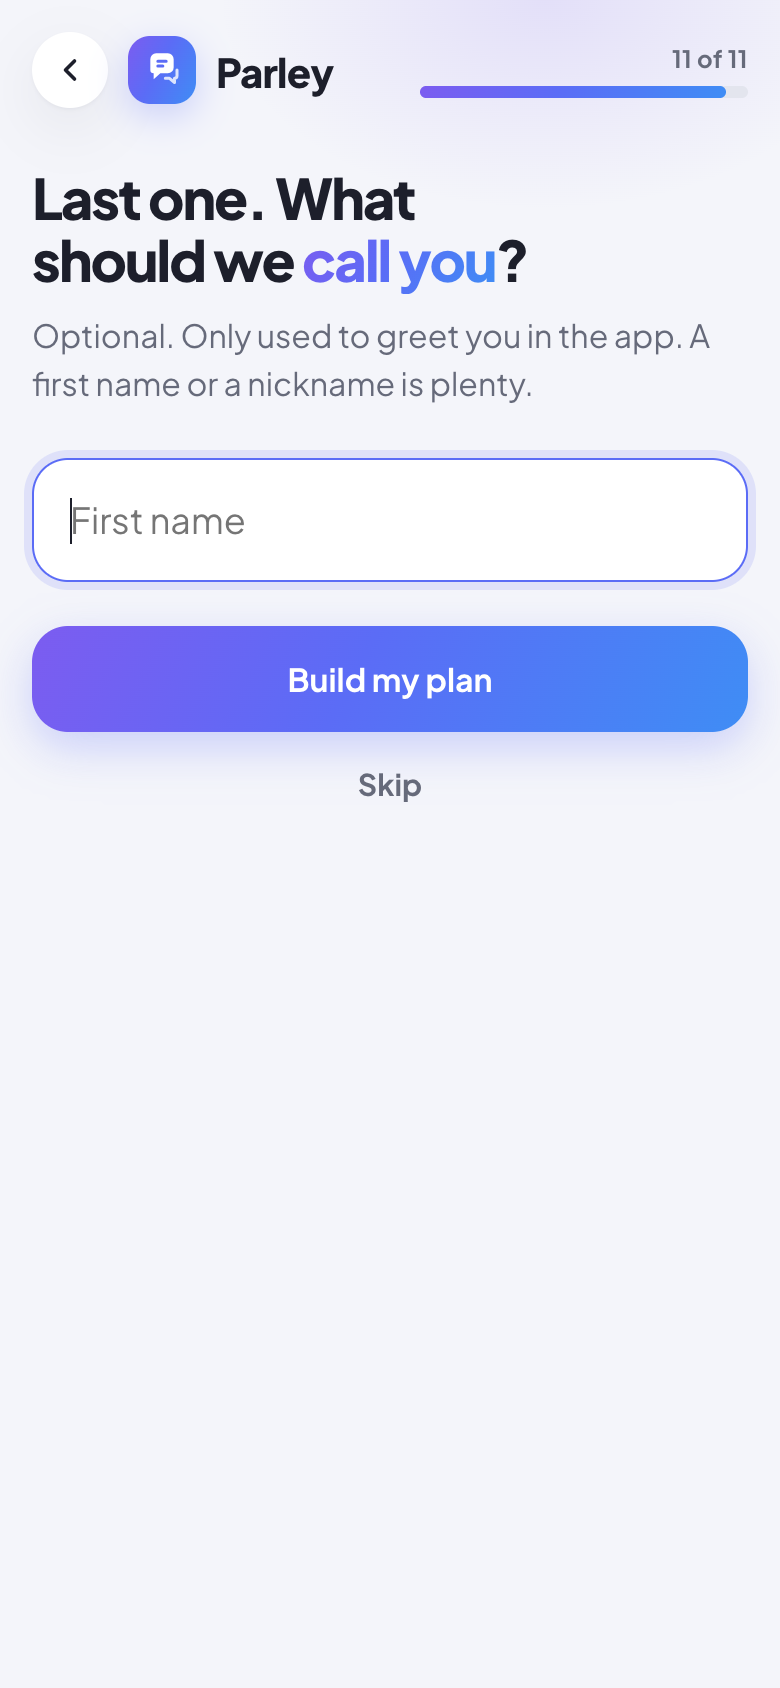 Parley
11 of 11
Last one. What
should we call you?
Optional. Only used to greet you in the app. A
first name or a nickname is plenty.
First name
Build my plan
Skip